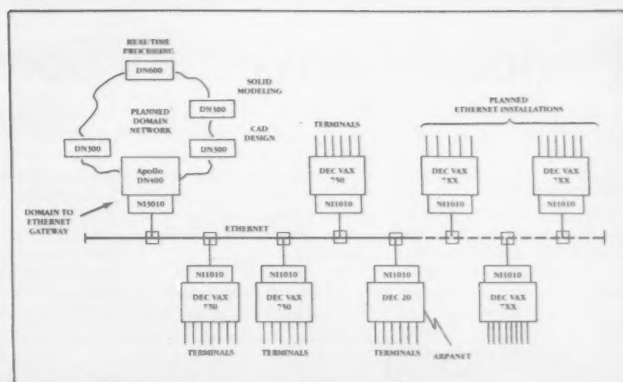 REAL-TIME
PROCESSING
DN600
SOLID
MODELING
DN300
PLANNED
DOMAIN
NETWORK
CAD
DESIGN
DN300
DN300
Apollo
DN400
NI3010
DOMAIN TO
ETHERNET
GATEWAY
TERMINALS
DEC VAX
750
NI1010
PLANNED
ETHERNET INSTALLATIONS
DEC VAX
7XX
NI1010
DEC VAX
7XX
NI1010
ETHERNET
NI1010
DEC VAX
750
TERMINALS
NI1010
DEC VAX
750
TERMINALS
NI1010
DEC 20
TERMINALS
ARPANET
NI1010
DEC VAX
7XX